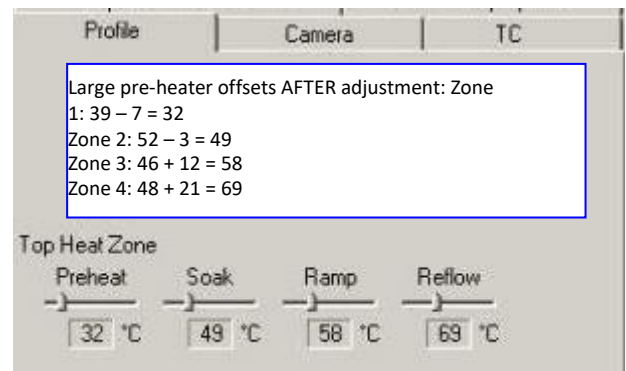 Profile Camera TC
Large pre-heater offsets AFTER adjustment: Zone
1: 39 – 7 = 32
Zone 2: 52 – 3 = 49
Zone 3: 46 + 12 = 58
Zone 4: 48 + 21 = 69
Top Heat Zone
Preheat Soak Ramp Reflow
32 °C 49 °C 58 °C 69 °C